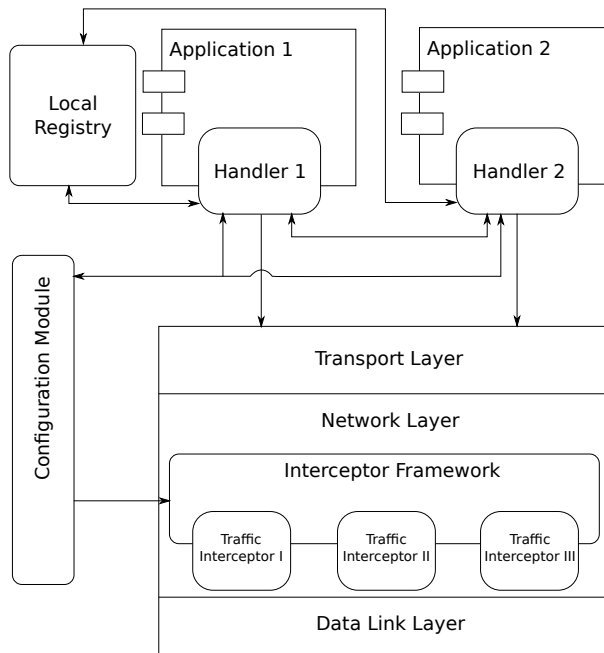 Application 1
Application 2
Local
Registry
Handler 1
Handler 2
Configuration Module
Transport Layer
Network Layer
Interceptor Framework
Traffic
Interceptor I
Traffic
Interceptor II
Traffic
Interceptor III
Data Link Layer